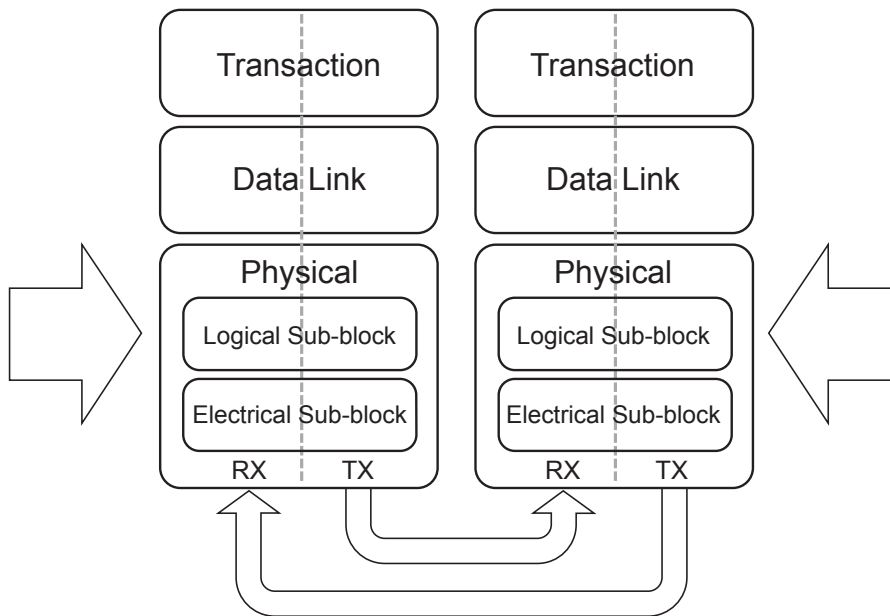 Transaction
Transaction
Data Link
Data Link
Physical
Physical
Logical Sub-block
Logical Sub-block
Electrical Sub-block
Electrical Sub-block
RX TX
RX TX